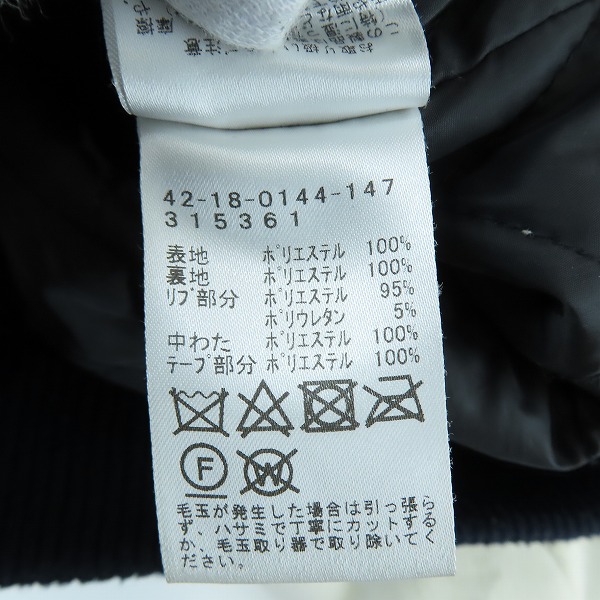 42-18-0144-147
315361
表地 ポリエステル 100%
裏地 ポリエステル 100%
リブ部分 ポリエステル 95%
ポリウレタン 5%
中わた ポリエステル 100%
テープ部分 ポリエステル 100%
F W
毛玉が発生した場合は引っ張ら
ず、ハサミで丁寧にカットするく
か、毛玉取り器で取り除いて
ください。